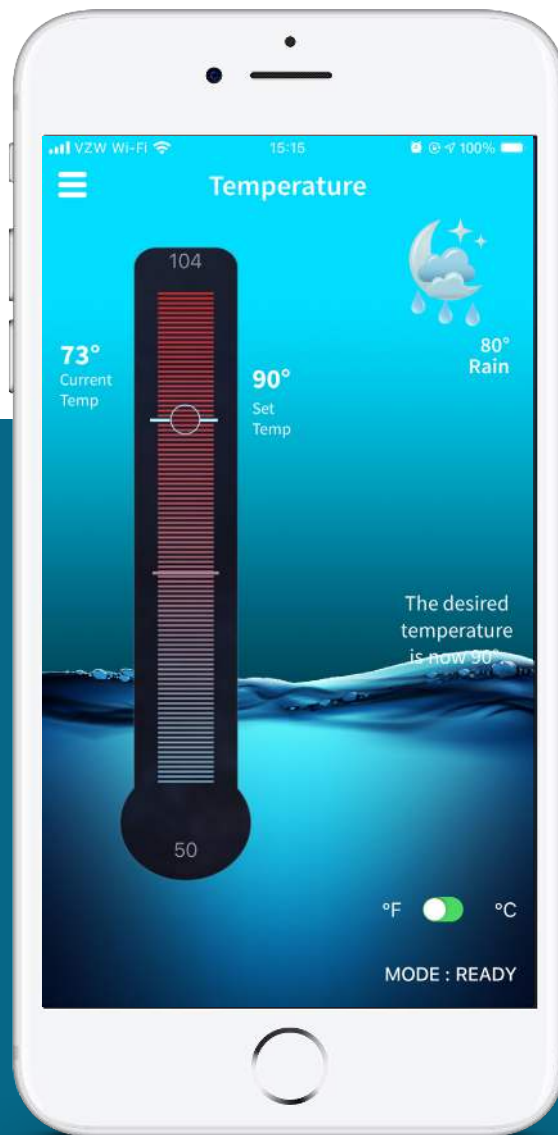 VZW Wi-Fi
15:15
100%
Temperature
104
80°
Rain
73°
Current
Temp
90°
Set
Temp
The desired
temperature
is now 90°
50
°F
°C
MODE : READY